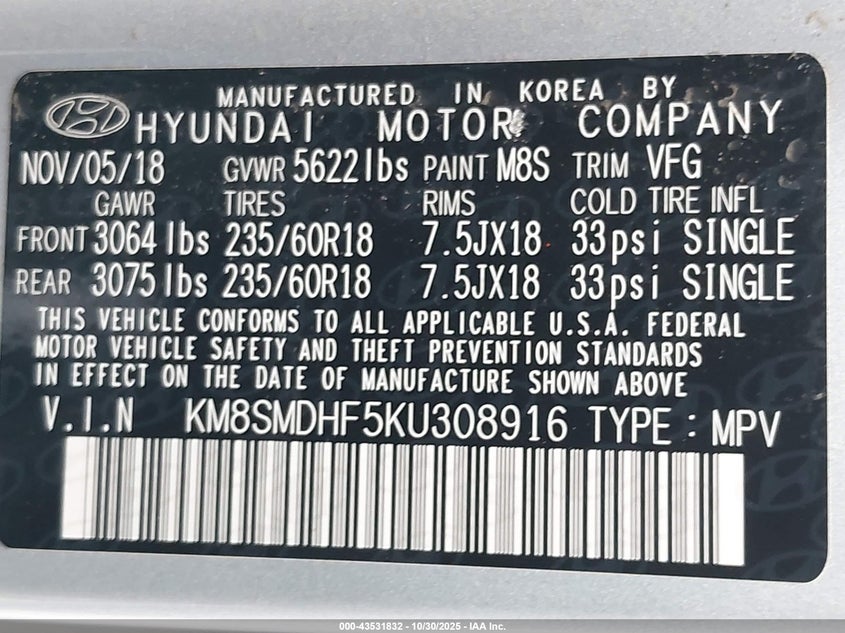 MANUFACTURED IN KOREA BY
HYUNDAI MOTOR COMPANY
NOV/05/18 GVWR 5622lbs PAINT M8S TRIM VFG
GAWR TIRES RIMS COLD TIRE INFL
FRONT 3064 lbs 235/60R18 7.5JX18 33psi SINGLE
REAR 3075 lbs 235/60R18 7.5JX18 33psi SINGLE
THIS VEHICLE CONFORMS TO ALL APPLICABLE U.S.A. FEDERAL
MOTOR VEHICLE SAFETY AND THEFT PREVENTION STANDARDS
IN EFFECT ON THE DATE OF MANUFACTURE SHOWN ABOVE
V.I.N KM8SMDHF5KU308916 TYPE : MPV
000-43531832 - 10/30/2025 - IAA Inc.